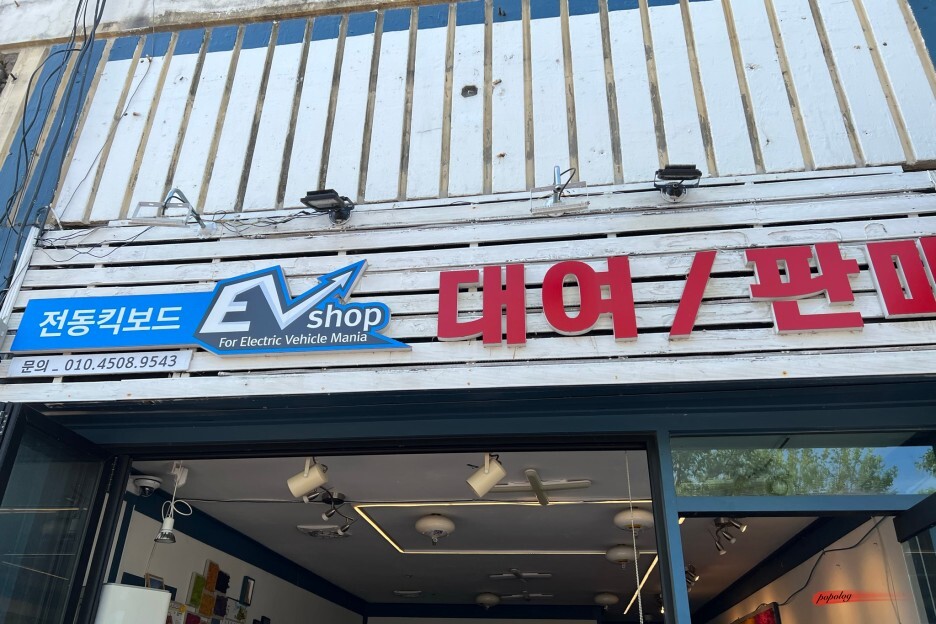 전동킥보드
EV shop
For Electric Vehicle Mania
문의 _ 010.4508.9543
대여 / 판매
popolog